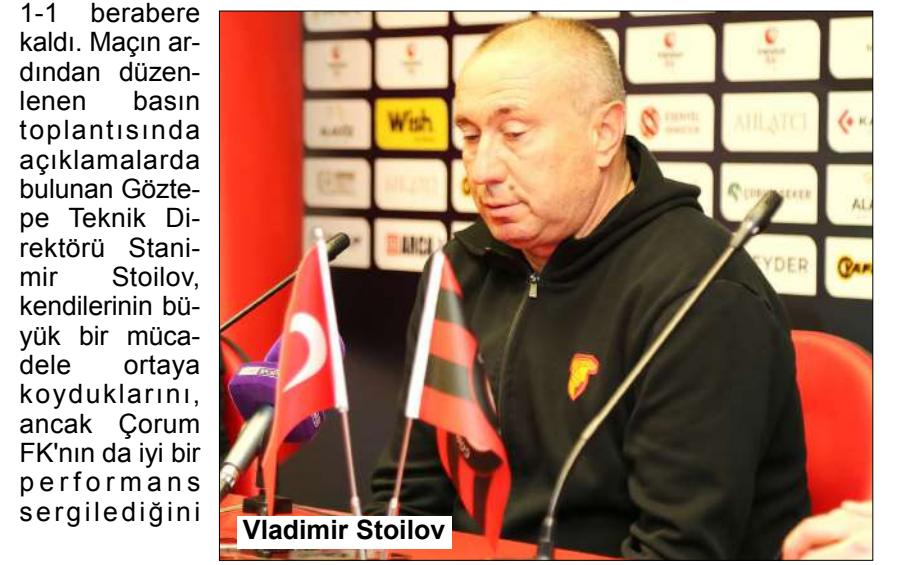 1-1 berabere
kaldı. Maçın ar-
dından düzen-
lenen basın
toplantısında
açıklamalarda
bulunan Gözte-
pe Teknik Di-
rektörü Stani-
mir Stoilov,
kendilerinin bü-
yük bir müca-
dele ortaya
koyduklarını,
ancak Çorum
FK'nın da iyi bir
performans
sergilediğini
Wish
AHLATCI
ARCA
Vladimir Stoilov